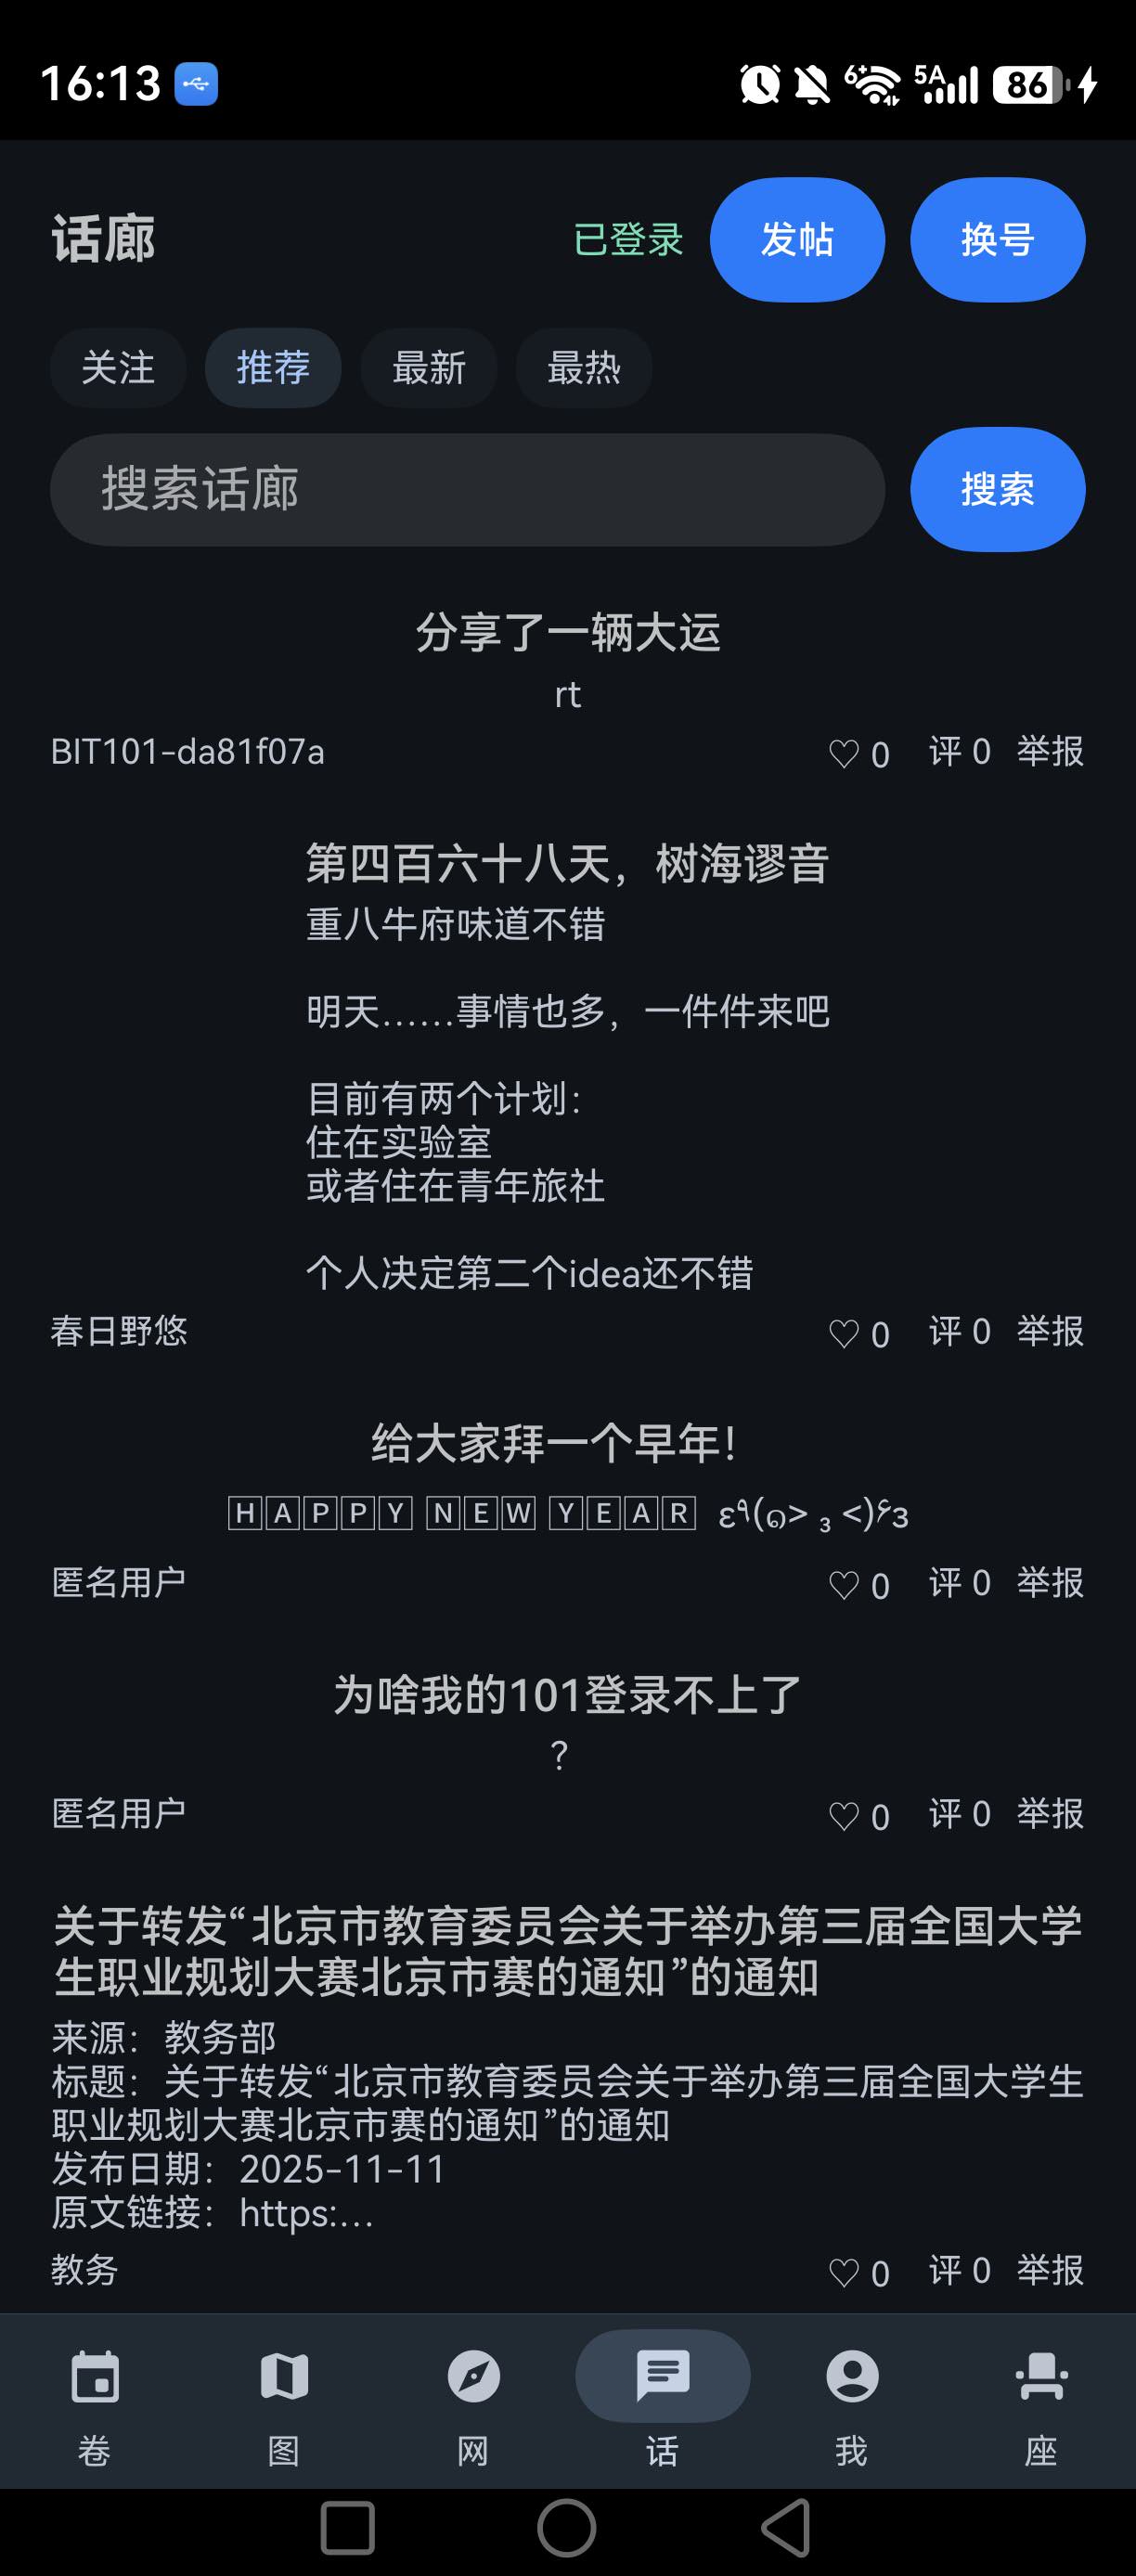 16:13
6+
5A
86
话廊
已登录
发帖
换号
关注
推荐
最新
最热
搜索话廊
搜索
分享了一辆大运
rt
BIT101-da81f07a
♡ 0 评 0 举报
第四百六十八天，树海谬音
重八牛府味道不错
明天……事情也多，一件件来吧
目前有两个计划：
住在实验室
或者住在青年旅社
个人决定第二个idea还不错
春日野悠
♡ 0 评 0 举报
给大家拜一个早年！
🄷🄰🄿🄿🅈 🄽🄴🅆 🅈🄴🄰🅁 ε٩(๑> ₃ <)۶з
匿名用户
♡ 0 评 0 举报
为啥我的101登录不上了
？
匿名用户
♡ 0 评 0 举报
关于转发“北京市教育委员会关于举办第三届全国大学
生职业规划大赛北京市赛的通知”的通知
来源：教务部
标题：关于转发“北京市教育委员会关于举办第三届全国大学生
职业规划大赛北京市赛的通知”的通知
发布日期：2025-11-11
原文链接：https:...
教务
♡ 0 评 0 举报
卷
图
网
话
我
座